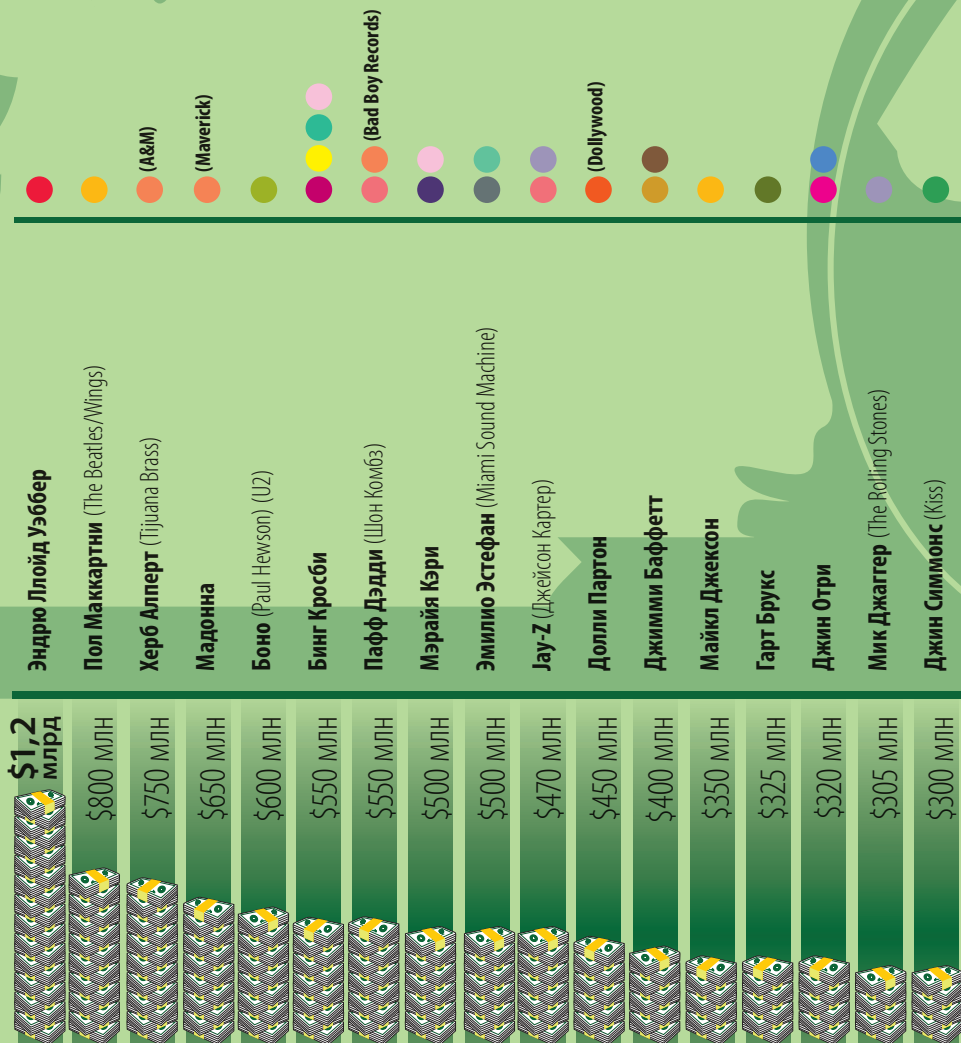 (A&M)
(Maverick)
(Bad Boy Records)
(Dollywood)
Эндрю Ллойд Уэббер
Пол Маккартни (The Beatles/Wings)
Херб Алперт (Tijuana Brass)
Мадонна
Боно (Paul Hewson) (U2)
Бинг Кросби
Пафф Дэдди (Шон Комбз)
Мэрайя Кэри
Эмилио Эстефан (Miami Sound Machine)
Jay-Z (Джейсон Картер)
Долли Партон
Джимми Баффетт
Майкл Джексон
Гарт Брукс
Джин Отри
Мик Джаггер (The Rolling Stones)
Джин Симмонс (Kiss)
$1,2
млрд
$800 млн
$750 млн
$650 млн
$600 млн
$550 млн
$550 млн
$500 млн
$500 млн
$470 млн
$450 млн
$400 млн
$350 млн
$325 млн
$320 млн
$305 млн
$300 млн